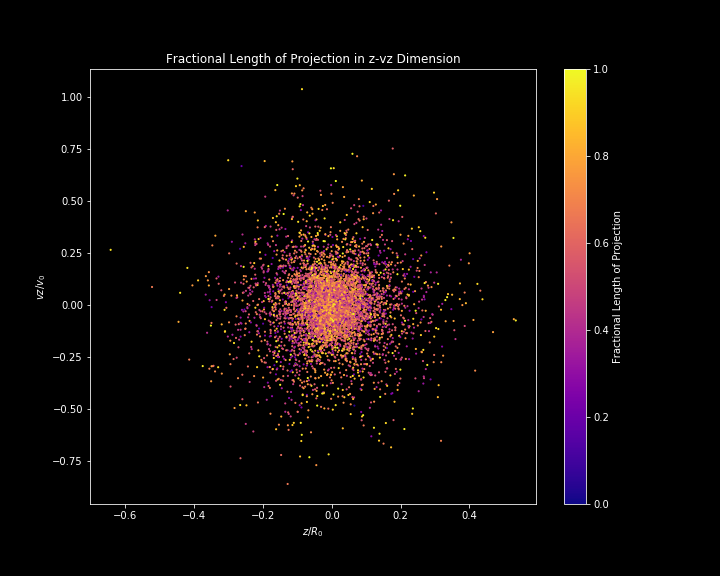 Fractional Length of Projection in z-vz Dimension
1.00
0.75
0.50
0.25
0.00
−0.25
−0.50
−0.75
vz/v₀
−0.6 −0.4 −0.2 0.0 0.2 0.4
z/R₀
1.0
0.8
0.6
0.4
0.2
0.0
Fractional Length of Projection